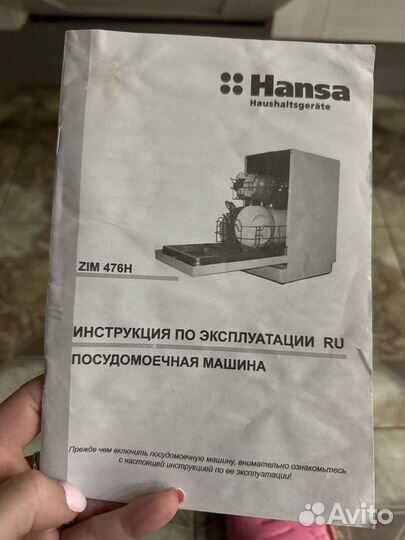 Hansa
Haushaltsgeräte
ZIM 476H
ИНСТРУКЦИЯ ПО ЭКСПЛУАТАЦИИ RU
ПОСУДОМОЕЧНАЯ МАШИНА
Прежде чем включить посудомоечную машину, внимательно ознакомьтесь
с настоящей инструкцией по ее эксплуатации!
Avito